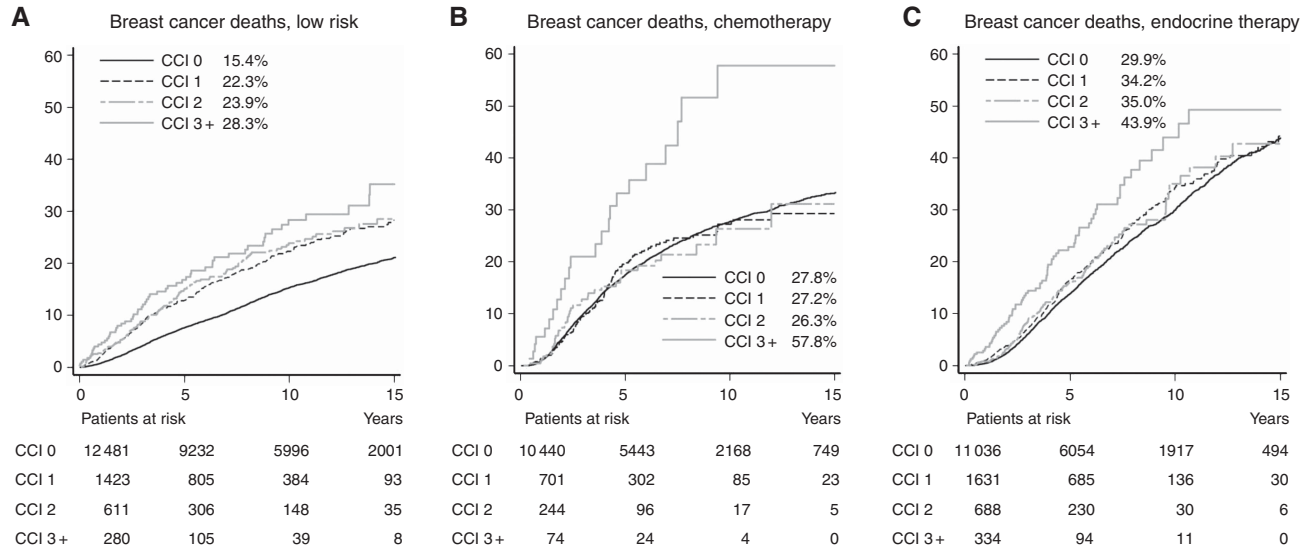 A Breast cancer deaths, low risk
60
50
40
30
20
10
0
CCI 0 15.4%
CCI 1 22.3%
CCI 2 23.9%
CCI 3+ 28.3%
0 5 10 15
Patients at risk Years
CCI 0 12 481 9232 5996 2001
CCI 1 1423 805 384 93
CCI 2 611 306 148 35
CCI 3+ 280 105 39 8
B Breast cancer deaths, chemotherapy
60
50
40
30
20
10
0
CCI 0 27.8%
CCI 1 27.2%
CCI 2 26.3%
CCI 3+ 57.8%
0 5 10 15
Patients at risk Years
CCI 0 10 440 5443 2168 749
CCI 1 701 302 85 23
CCI 2 244 96 17 5
CCI 3+ 74 24 4 0
C Breast cancer deaths, endocrine therapy
60
50
40
30
20
10
0
CCI 0 29.9%
CCI 1 34.2%
CCI 2 35.0%
CCI 3+ 43.9%
0 5 10 15
Patients at risk Years
CCI 0 11 036 6054 1917 494
CCI 1 1631 685 136 30
CCI 2 688 230 30 6
CCI 3+ 334 94 11 0